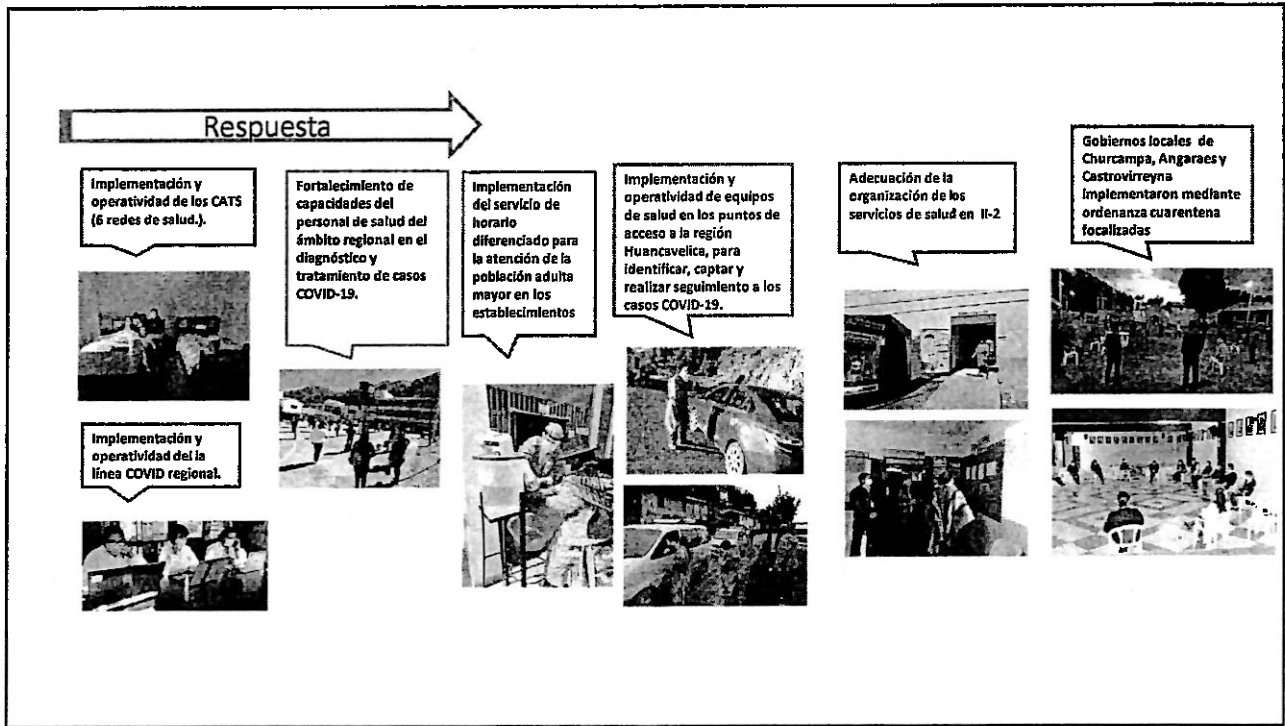 Respuesta
Implementación y
operatividad de los CATS
(6 redes de salud.).
Implementación y
operatividad del la
línea COVID regional.
Fortalecimiento de
capacidades del
personal de salud del
ámbito regional en el
diagnóstico y
tratamiento de casos
COVID-19.
Implementación
del servicio de
horario
diferenciado para
la atención de la
población adulta
mayor en los
establecimientos
Implementación y
operatividad de equipos
de salud en los puntos de
acceso a la región
Huancavelica, para
identificar, captar y
realizar seguimiento a los
casos COVID-19.
Adecuación de la
organización de los
servicios de salud en II-2
Gobiernos locales de
Churcampa, Angaraes y
Castrovirreyna
implementaron mediante
ordenanza cuarentena
focalizadas